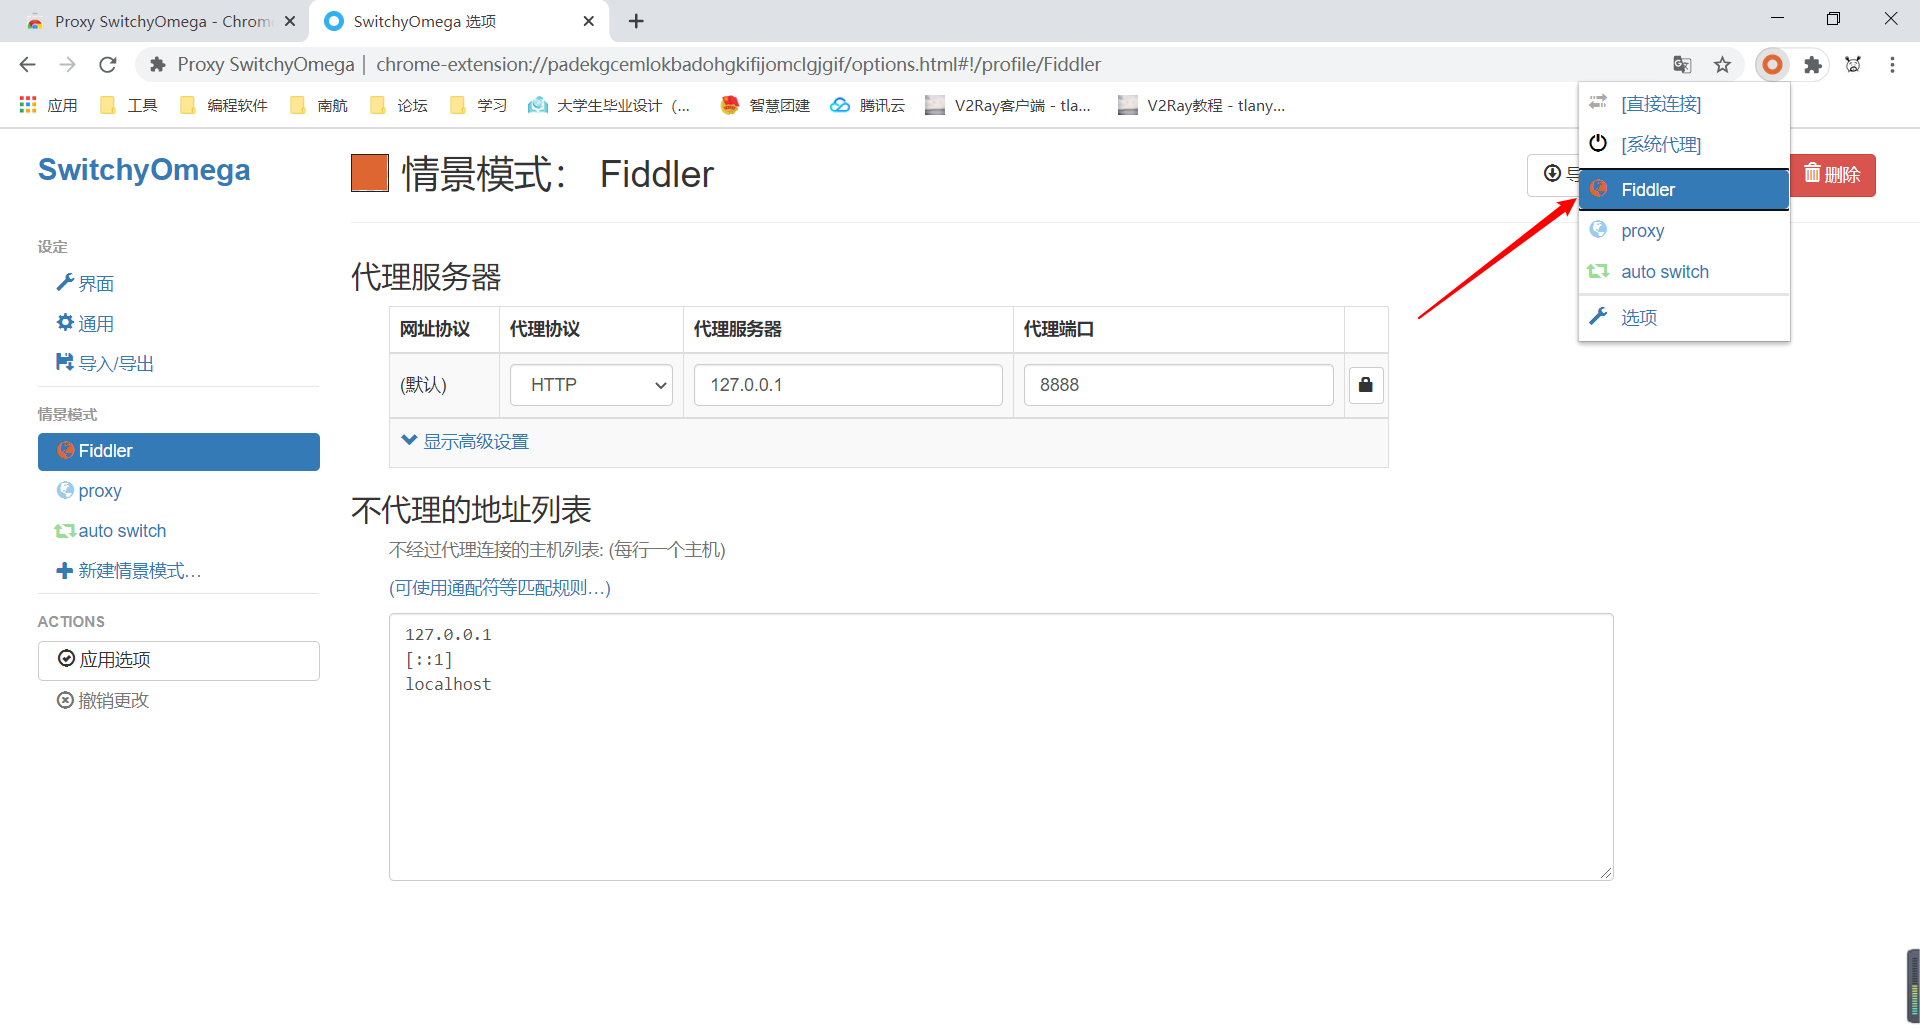 Proxy SwitchyOmega - Chrom
SwitchyOmega 选项
Proxy SwitchyOmega | chrome-extension://padekgcemlokbadohgkifijomclgjgif/options.html#!/profile/Fiddler
应用
工具
编程软件
南航
论坛
学习
大学生毕业设计（...
智慧团建
腾讯云
V2Ray客户端 - tla...
V2Ray教程 - tlany...
SwitchyOmega
设定
界面
通用
导入/导出
情景模式
Fiddler
proxy
auto switch
新建情景模式…
ACTIONS
应用选项
撤销更改
情景模式： Fiddler
导
删除
代理服务器
网址协议 代理协议 代理服务器 代理端口
(默认) HTTP 127.0.0.1 8888
显示高级设置
不代理的地址列表
不经过代理连接的主机列表: (每行一个主机)
(可使用通配符等匹配规则…)
127.0.0.1
[::1]
localhost
[直接连接]
[系统代理]
Fiddler
proxy
auto switch
选项